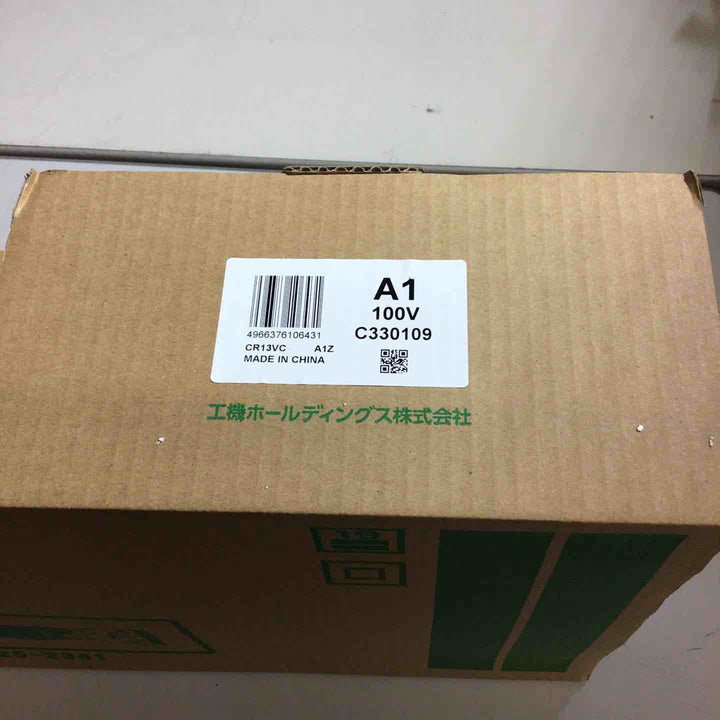 A1
100V
C330109
4966376106431
CR13VC A1Z
MADE IN CHINA
工機ホールディングス株式会社